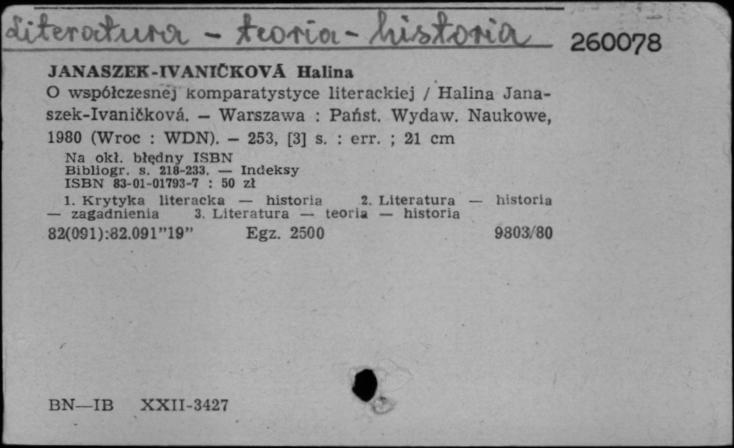 Literatura - teoria - historia
260078
JANASZEK-IVANIČKOVÁ Halina
O współczesnej komparatystyce literackiej / Halina Jana-
szek-Ivaničková. — Warszawa : Państ. Wydaw. Naukowe,
1980 (Wroc : WDN). — 253, [3] s. : err. ; 21 cm
Na okł. błędny ISBN
Bibliogr. s. 218-233. — Indeksy
ISBN 83-01-01793-7 : 50 zł
1. Krytyka literacka — historia 2. Literatura — historia
— zagadnienia 3. Literatura — teoria — historia
82(091):82.091"19" Egz. 2500 9803/80
BN—IB XXII-3427